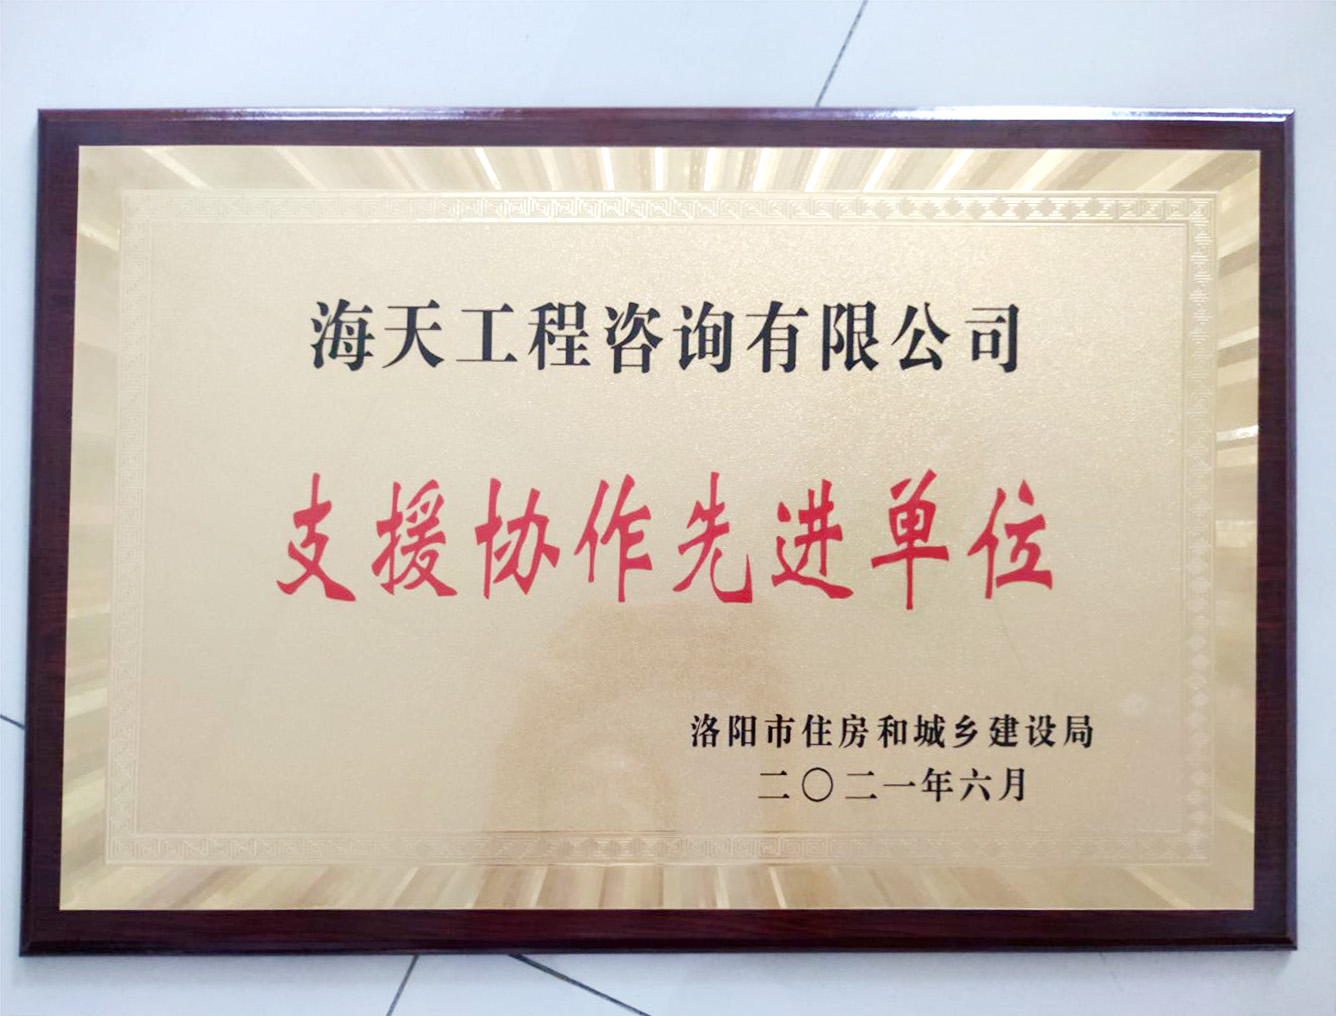 海天工程咨询有限公司
支援协作先进单位
洛阳市住房和城乡建设局
二〇二一年六月